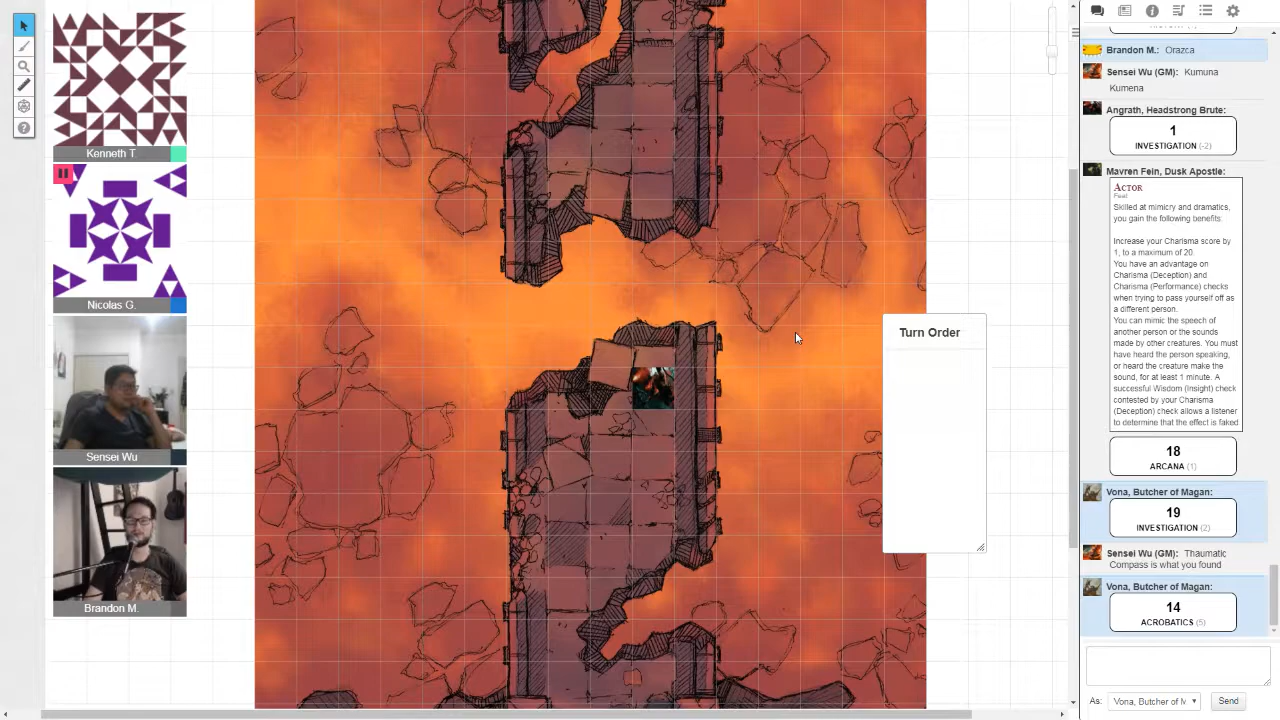 Kenneth T.
Nicolas G.
Sensei Wu
Brandon M.
Turn Order
Brandon M.: Orazca
Sensei Wu (GM): Kumuna
Kumena
Angrath, Headstrong Brute:
1
INVESTIGATION (-2)
Mavren Fein, Dusk Apostle:
Actor
Feat
Skilled at mimicry and dramatics,
you gain the following benefits:
Increase your Charisma score by
1, to a maximum of 20.
You have an advantage on
Charisma (Deception) and
Charisma (Performance) checks
when trying to pass yourself off as
a different person.
You can mimic the speech of
another person or the sounds
made by other creatures. You must
have heard the person speaking,
or heard the creature make the
sound, for at least 1 minute. A
successful Wisdom (Insight) check
contested by your Charisma
(Deception) check allows a listener
to determine that the effect is faked
18
ARCANA (1)
Vona, Butcher of Magan:
19
INVESTIGATION (2)
Sensei Wu (GM): Thaumatic
Compass is what you found
Vona, Butcher of Magan:
14
ACROBATICS (5)
As: Vona, Butcher of M
Send